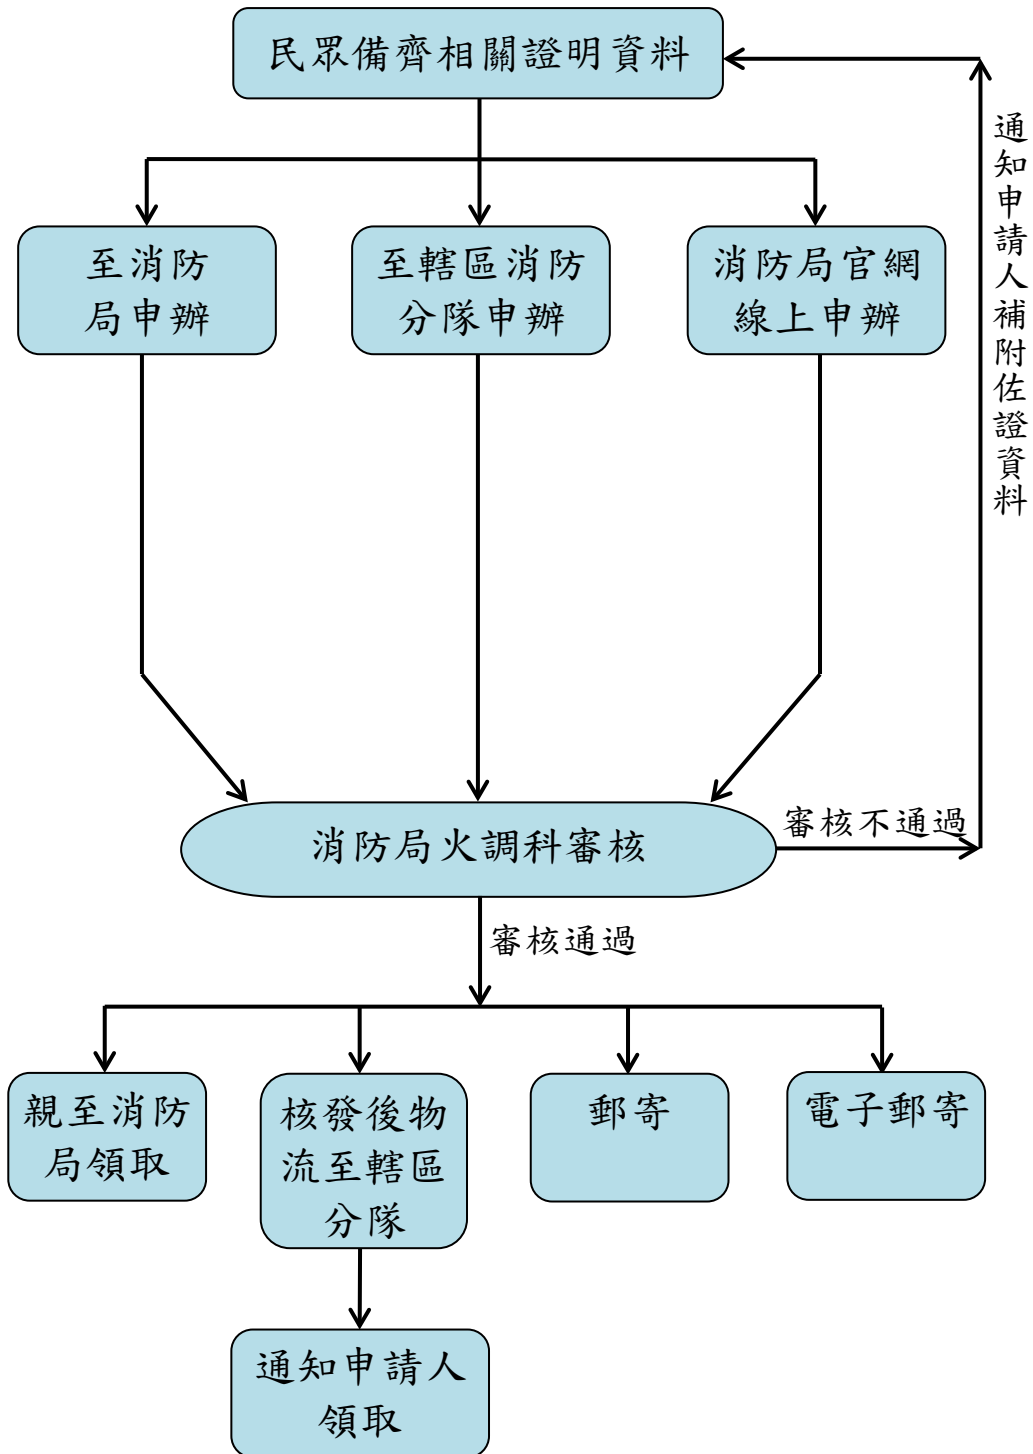 民眾備齊相關證明資料
通知申請人補附佐證資料
至消防
局申辦
至轄區消防
分隊申辦
消防局官網
線上申辦
消防局火調科審核
審核不通過
審核通過
親至消防
局領取
核發後物
流至轄區
分隊
郵寄
電子郵寄
通知申請人
領取